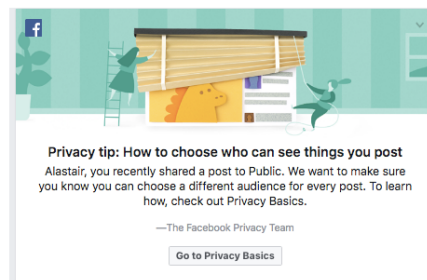 f
Privacy tip: How to choose who can see things you post
Alastair, you recently shared a post to Public. We want to make sure
you know you can choose a different audience for every post. To learn
how, check out Privacy Basics.
—The Facebook Privacy Team
Go to Privacy Basics